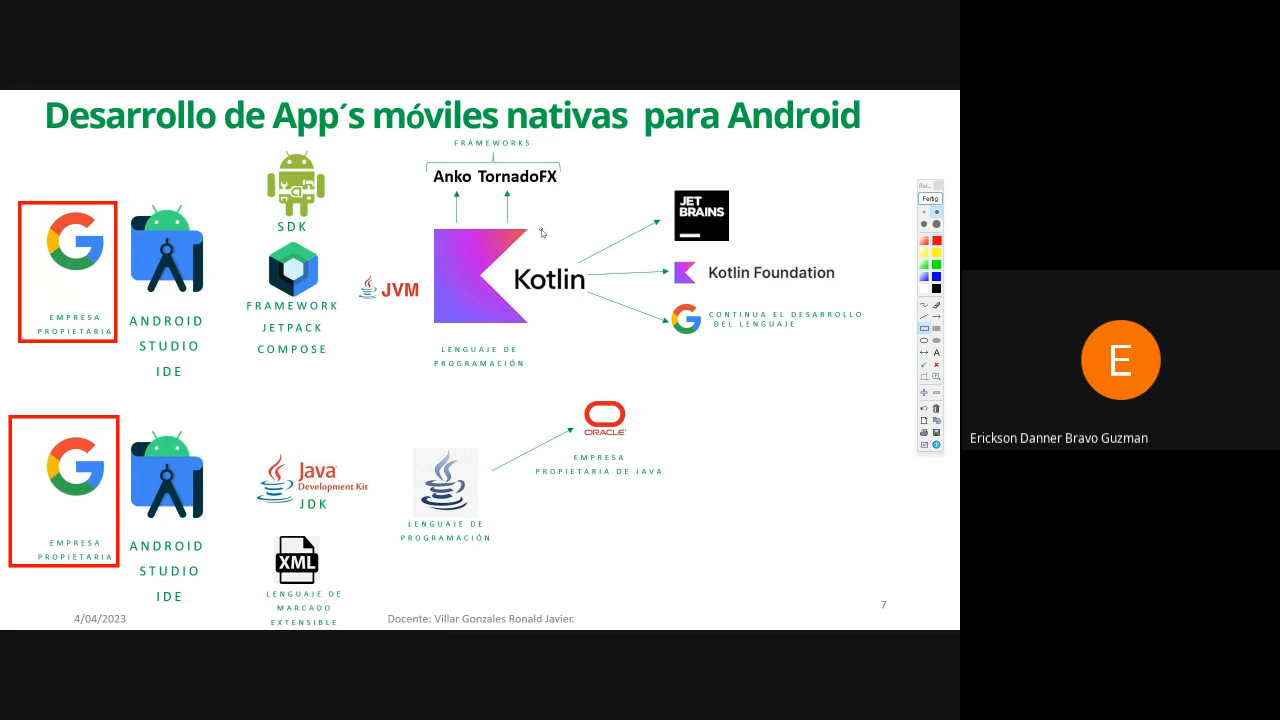 Desarrollo de App´s móviles nativas para Android
FRAMEWORKS
Anko TornadoFX
SDK
JET
BRAINS
Kotlin
Kotlin Foundation
JVM
FRAMEWORK
JETPACK
COMPOSE
EMPRESA
PROPIETARIA
ANDROID
STUDIO
IDE
CONTINUA EL DESARROLLO
DEL LENGUAJE
LENGUAJE DE
PROGRAMACIÓN
ORACLE
EMPRESA
PROPIETARIA DE JAVA
Java
Development Kit
JDK
LENGUAJE DE
PROGRAMACIÓN
EMPRESA
PROPIETARIA
ANDROID
STUDIO
IDE
XML
LENGUAJE DE
MARCADO
EXTENSIBLE
4/04/2023
Docente: Villar Gonzales Ronald Javier.
7
Fertig
A
E
Erickson Danner Bravo Guzman